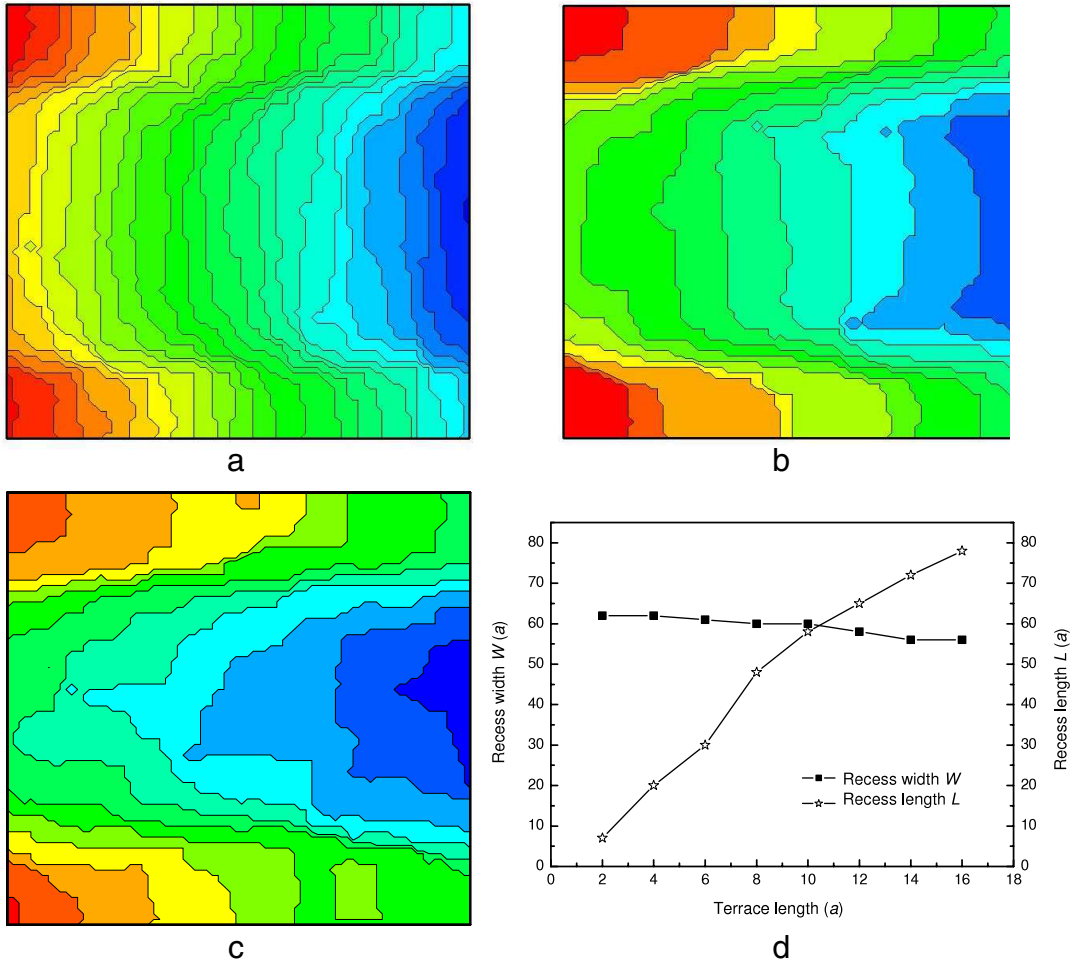 a
b
c
85
80
70
60
50
40
30
20
10
0
Recess width W (a)
80
70
60
50
40
30
20
10
0
Recess length L (a)
Recess width W
Recess length L
0 2 4 6 8 10 12 14 16 18
Terrace length (a)
d